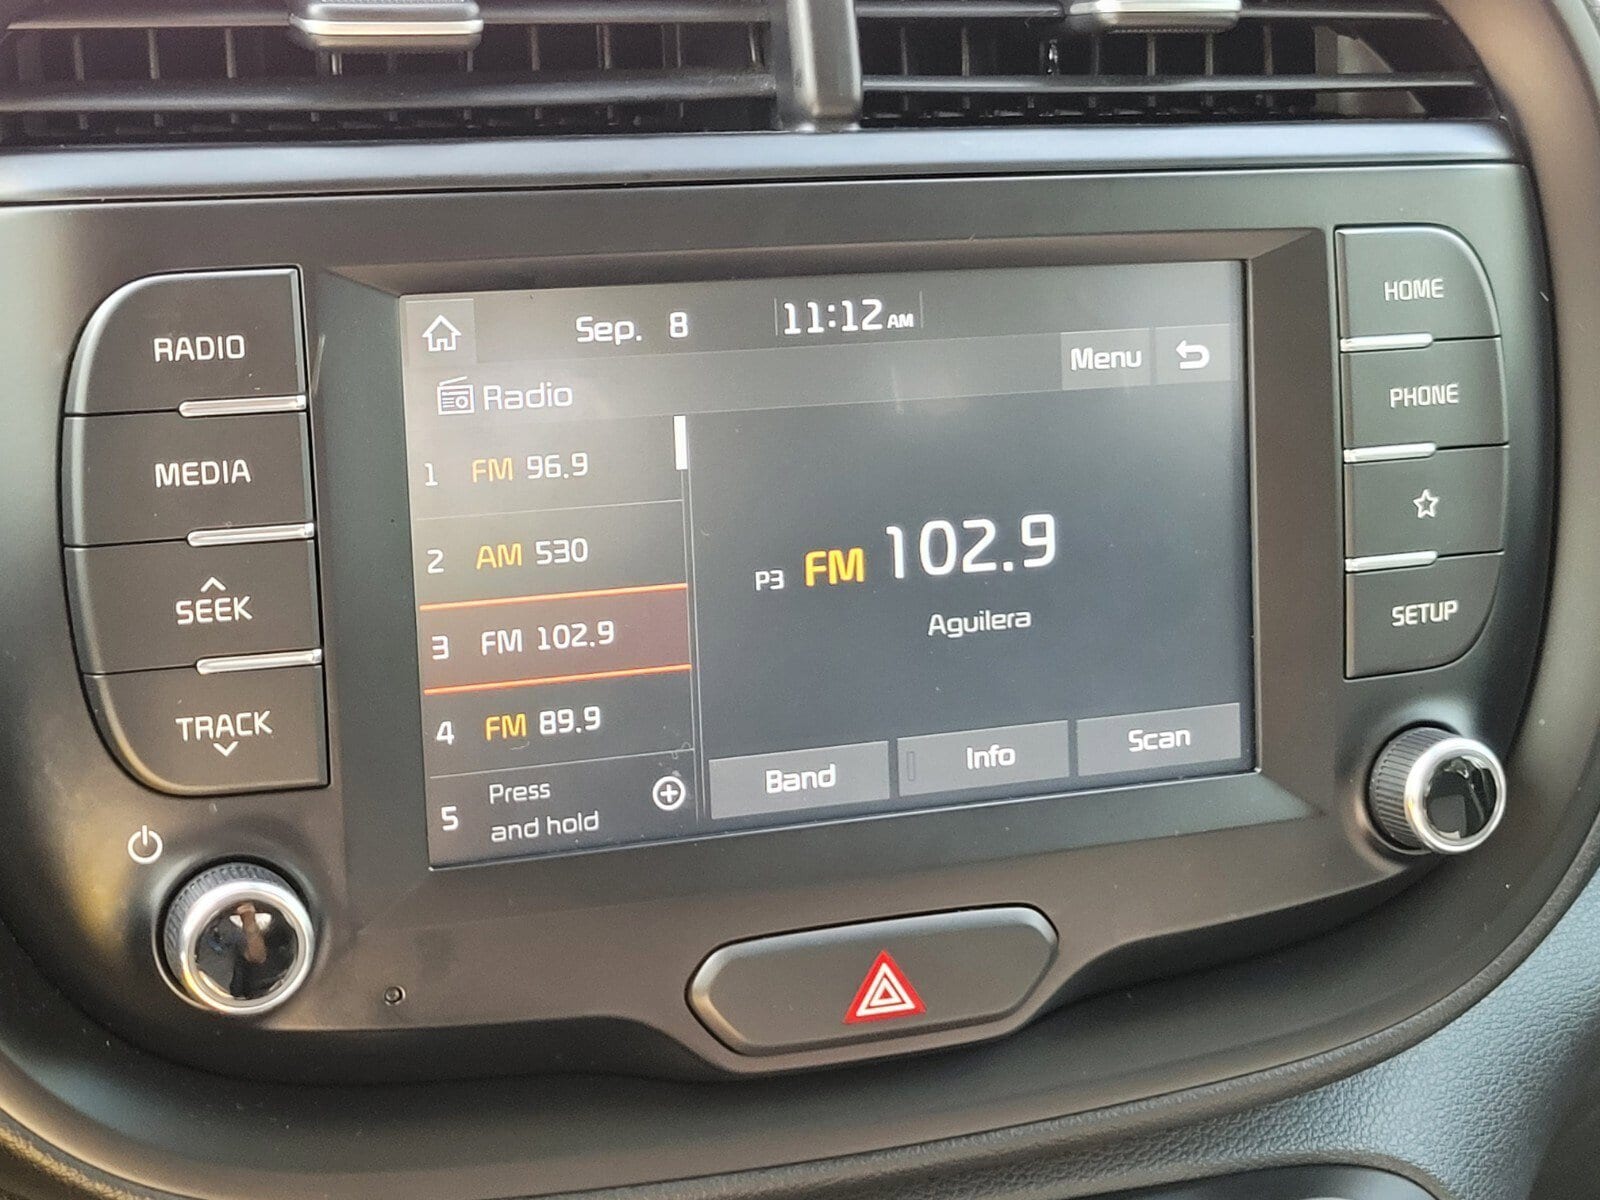 Sep. 8 11:12 AM
Menu
Radio
1 FM 96.9
2 AM 530
3 FM 102.9
4 FM 89.9
5 Press
and hold
P3 FM 102.9
Aguilera
Band Info Scan
RADIO
MEDIA
SEEK
TRACK
HOME
PHONE
SETUP